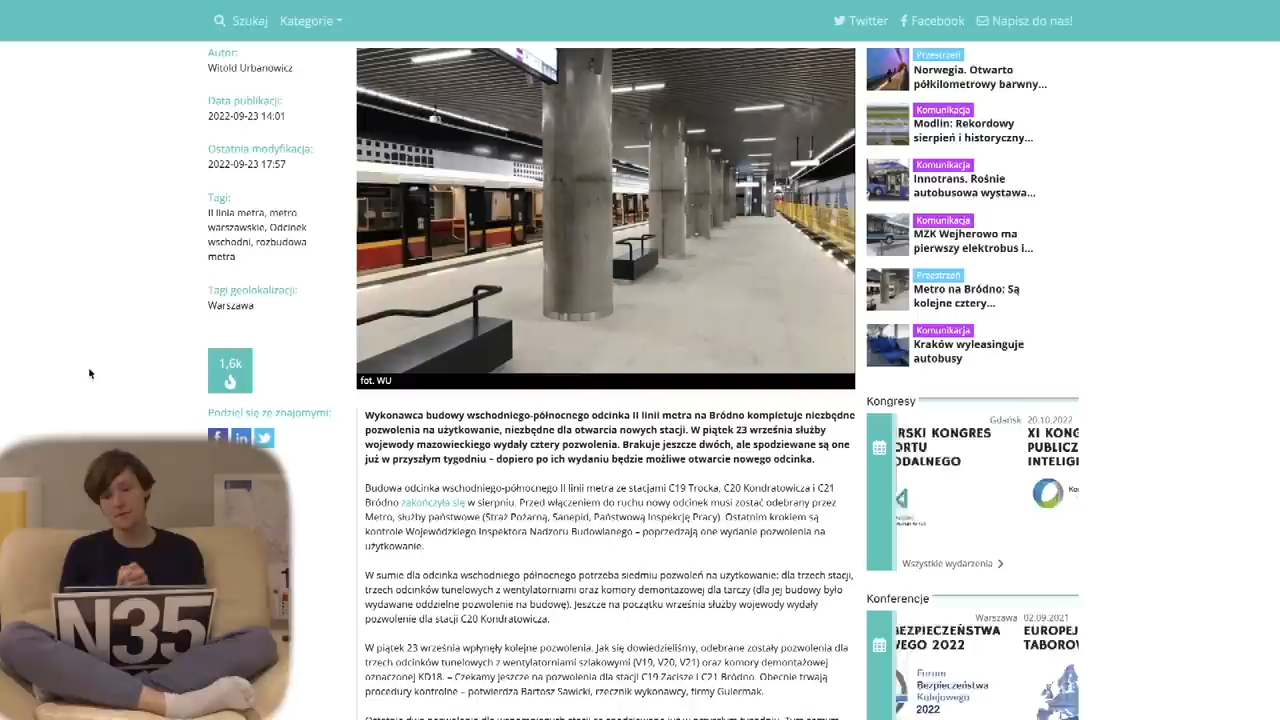 Szukaj
Kategorie
Twitter
Facebook
Napisz do nas!
Autor:
Witold Urbanowicz
Data publikacji:
2022-09-23 14:01
Ostatnia modyfikacja:
2022-09-23 17:57
Tagi:
II linia metra, metro
warszawskie, Odcinek
wschodni, rozbudowa
metra
Tagi geolokalizacji:
Warszawa
1,6k
Podziel się ze znajomymi:
N35
fot. WU
Wykonawca budowy wschodniego-północnego odcinka II linii metra na Bródno kompletuje niezbędne
pozwolenia na użytkowanie, niezbędne dla otwarcia nowych stacji. W piątek 23 września służby
wojewody mazowieckiego wydały cztery pozwolenia. Brakuje jeszcze dwóch, ale spodziewane są one
już w przyszłym tygodniu – dopiero po ich wydaniu będzie możliwe otwarcie nowego odcinka.
Budowa odcinka wschodniego-północnego II linii metra ze stacjami C19 Trocka, C20 Kondratowicza i C21
Bródno zakończyła się w sierpniu. Przed włączeniem do ruchu nowy odcinek musi zostać odebrany przez
Metro, służby państwowe (Straż Pożarną, Sanepid, Państwową Inspekcję Pracy). Ostatnim krokiem są
kontrole Wojewódzkiego Inspektora Nadzoru Budowlanego – poprzedzają one wydanie pozwolenia na
użytkowanie.
W sumie dla odcinka wschodniego północnego potrzeba siedmiu pozwoleń na użytkowanie: dla trzech stacji,
trzech odcinków tunelowych z wentylatorniami oraz komory demontażowej dla tarczy (dla jej budowy było
wydawane oddzielne pozwolenie na budowę). Jeszcze na początku września służby wojewody wydały
pozwolenie dla stacji C20 Kondratowicza.
W piątek 23 września wpłynęły kolejne pozwolenia. Jak się dowiedzieliśmy, odebrane zostały pozwolenia dla
trzech odcinków tunelowych z wentylatorniami szlakowymi (V19, V20, V21) oraz komory demontażowej
oznaczonej KD18. – Czekamy jeszcze na pozwolenia dla stacji C19 Zacisze i C21 Bródno. Obecnie trwają
procedury kontrolne – potwierdza Bartosz Sawicki, rzecznik wykonawcy, firmy Gulermak.
Przestrzeń
Norwegia. Otwarto
półkilometrowy barwny...
Komunikacja
Modlin: Rekordowy
sierpień i historyczny...
Komunikacja
Innotrans. Rośnie
autobusowa wystawa...
Komunikacja
MZK Wejherowo ma
pierwszy elektrobus i...
Przestrzeń
Metro na Bródno: Są
kolejne cztery...
Komunikacja
Kraków wyleasinguje
autobusy
Kongresy
Gdańsk 20.10.2022
RSKI KONGRES
ORTU
ODALNEGO
XI KONG
PUBLICZ
INTELIG
Wszystkie wydarzenia
Konferencje
Warszawa 02.09.2021
EZPIECZEŃSTWA
WEGO 2022
EUROPEJ
TABOROW
Forum
Bezpieczeństwa
Kolejowego
2022